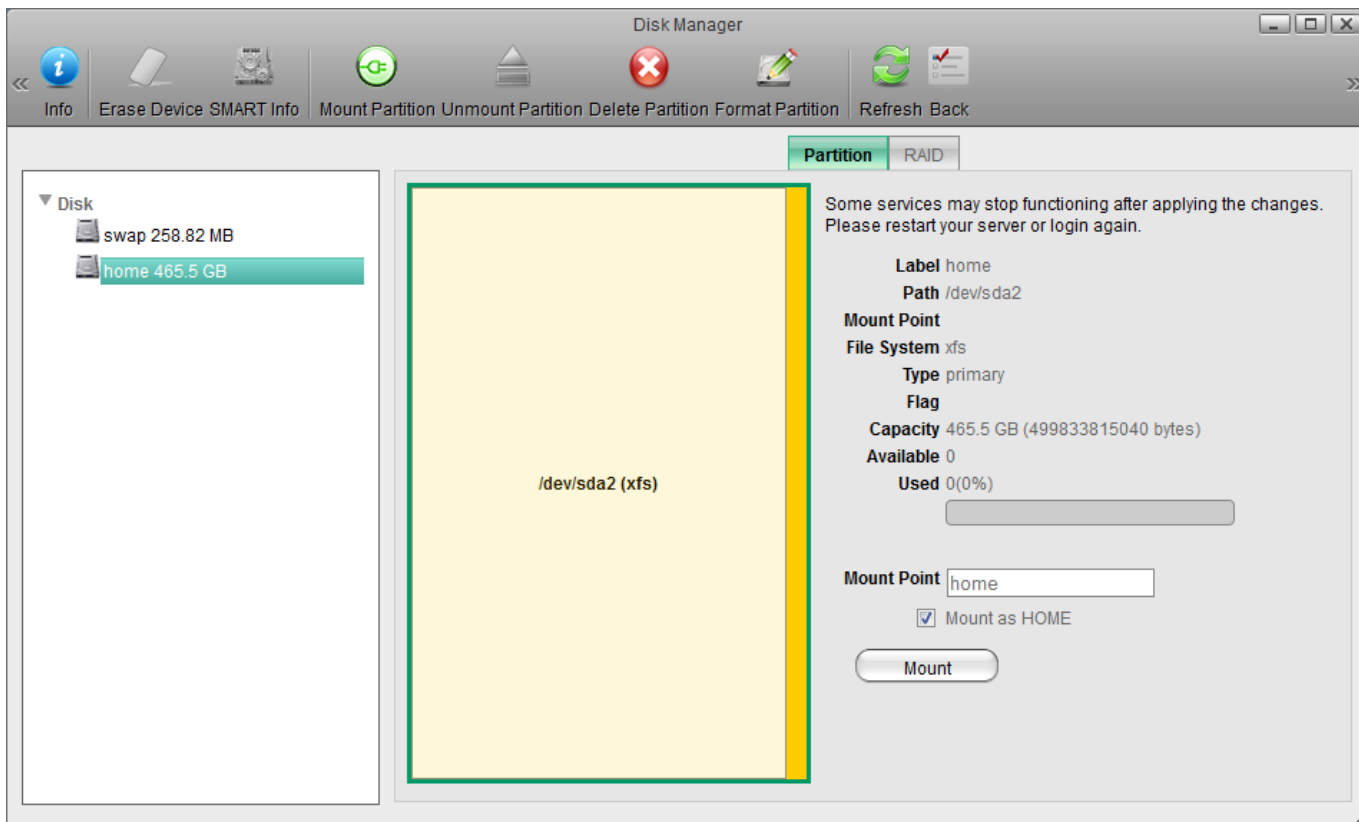 Disk Manager
Info
Erase Device
SMART Info
Mount Partition
Unmount Partition
Delete Partition
Format Partition
Refresh
Back
Partition
RAID
Disk
swap 258.82 MB
home 465.5 GB
/dev/sda2 (xfs)
Some services may stop functioning after applying the changes.
Please restart your server or login again.
Label home
Path /dev/sda2
Mount Point
File System xfs
Type primary
Flag
Capacity 465.5 GB (499833815040 bytes)
Available 0
Used 0(0%)
Mount Point home
Mount as HOME
Mount